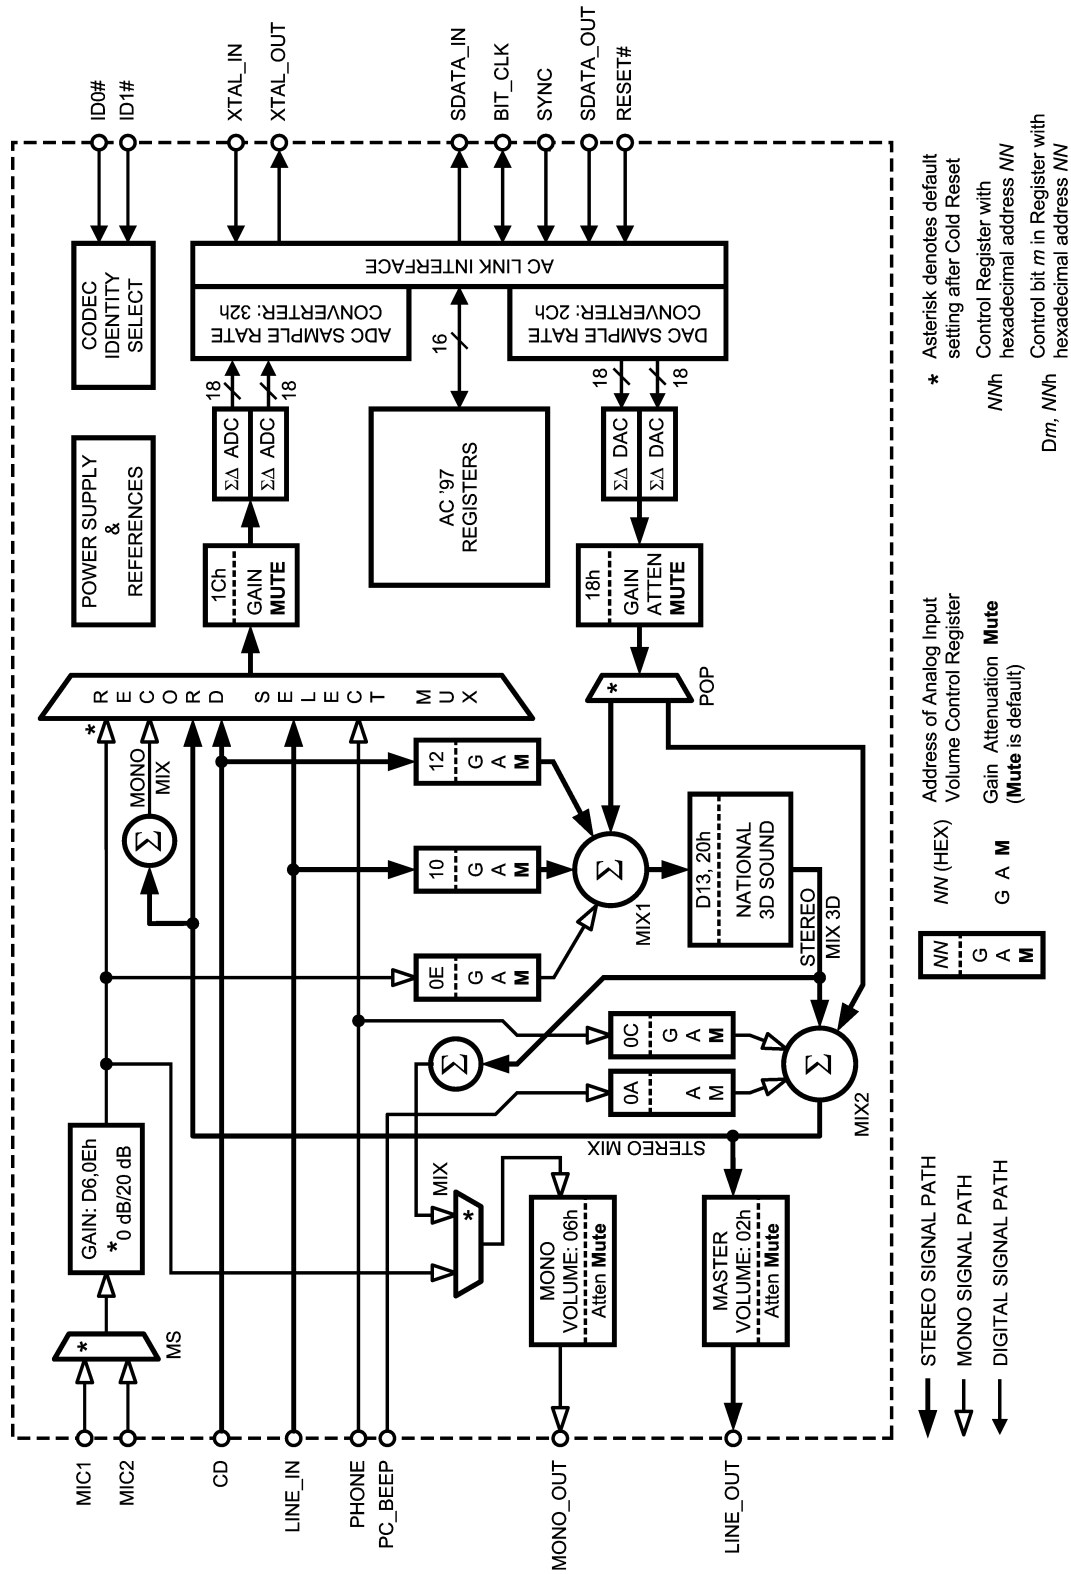 MIC1
MIC2
CD
LINE_IN
PHONE
PC_BEEP
MONO_OUT
LINE_OUT
*
MS
GAIN: D6,0Eh
* 0 dB/20 dB
MIX
*
MONO
VOLUME: 06h
Atten Mute
MASTER
VOLUME: 02h
Atten Mute
STEREO MIX
MIX2
Σ
Σ
0A
A
M
0C
G
A
M
0E
G
A
M
10
G
A
M
12
G
A
M
Σ
MONO
MIX
Σ
MIX1
D13, 20h
NATIONAL
3D SOUND
STEREO
MIX 3D
*
RECORD SELECT MUX
*
POP
POWER SUPPLY
&
REFERENCES
1Ch
GAIN
MUTE
18h
GAIN
ATTEN
MUTE
ΣΔ ADC
ΣΔ ADC
18
18
AC '97
REGISTERS
16
ΣΔ DAC
ΣΔ DAC
18
18
CODEC
IDENTITY
SELECT
ADC SAMPLE RATE
CONVERTER: 32h
DAC SAMPLE RATE
CONVERTER: 2Ch
AC LINK INTERFACE
ID0#
ID1#
XTAL_IN
XTAL_OUT
SDATA_IN
BIT_CLK
SYNC
SDATA_OUT
RESET#
STEREO SIGNAL PATH
MONO SIGNAL PATH
DIGITAL SIGNAL PATH
NN
G
A
M
NN (HEX)
Address of Analog Input
Volume Control Register
G A M
Gain Attenuation Mute
(Mute is default)
*
Asterisk denotes default
setting after Cold Reset
NNh
Control Register with
hexadecimal address NN
Dm, NNh
Control bit m in Register with
hexadecimal address NN